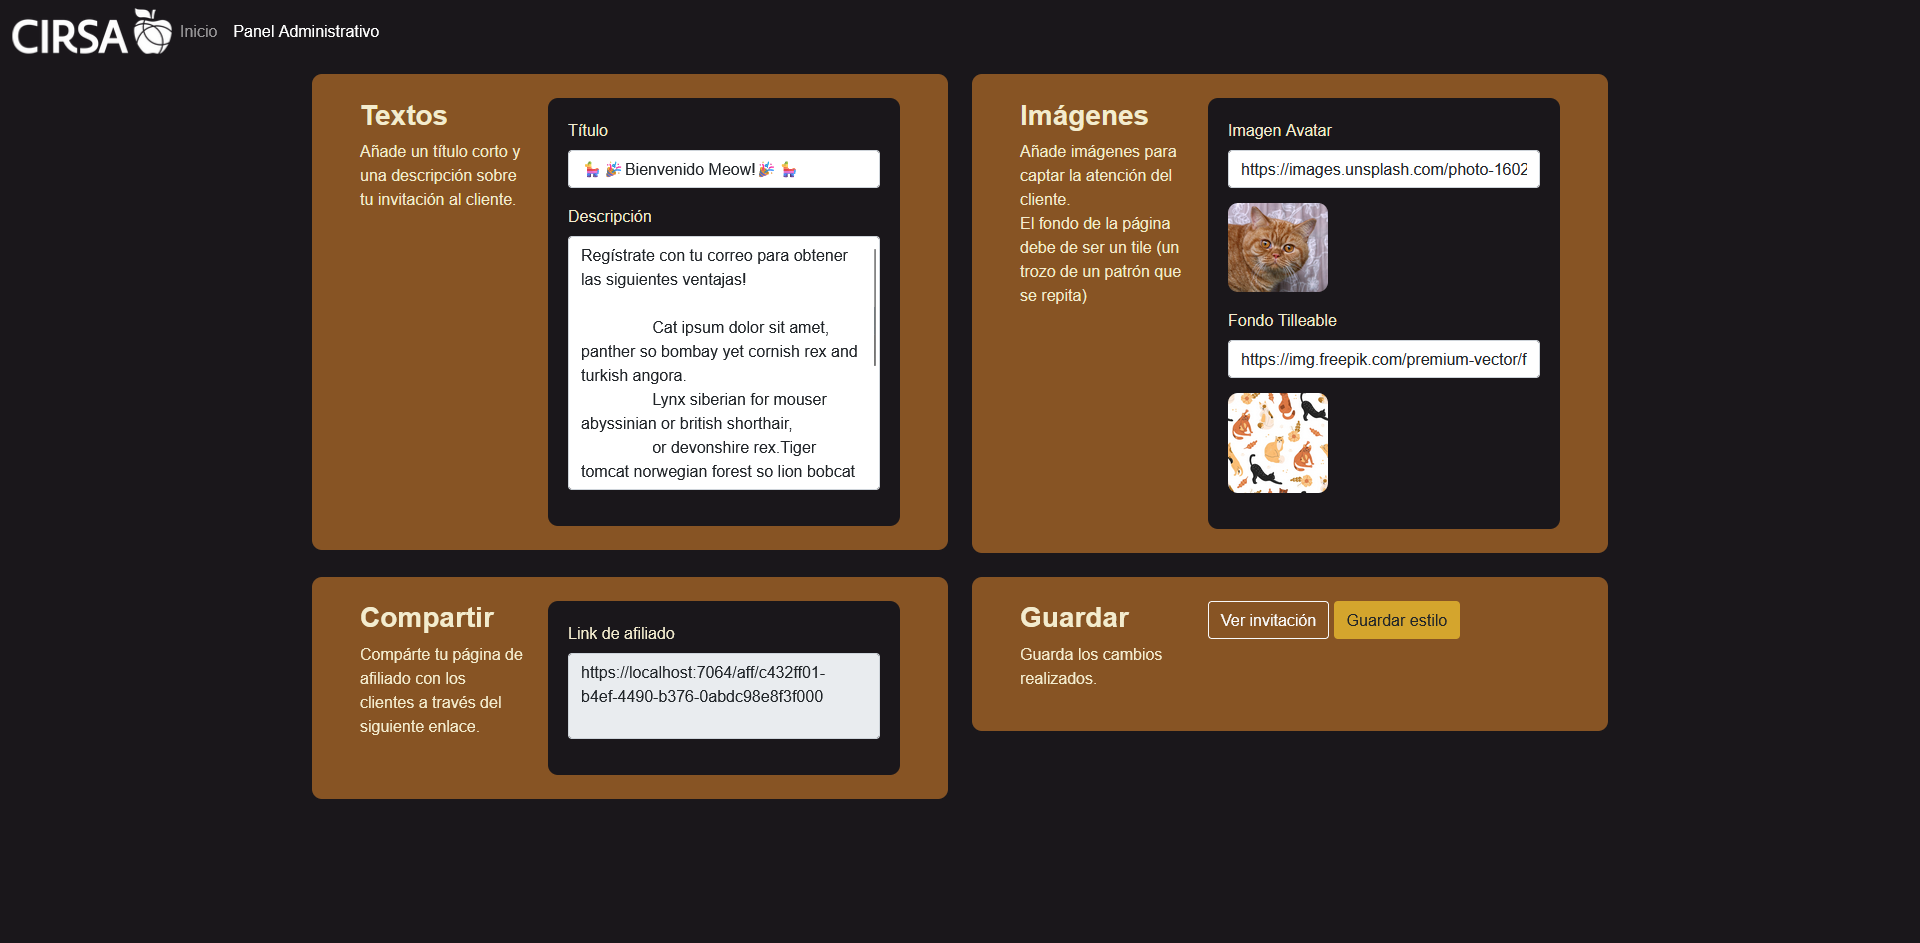 CIRSA
Inicio
Panel Administrativo
Textos
Añade un título corto y
una descripción sobre
tu invitación al cliente.
Título
🪅🎉Bienvenido Meow!🎉🪅
Descripción
Regístrate con tu correo para obtener
las siguientes ventajas!
Cat ipsum dolor sit amet,
panther so bombay yet cornish rex and
turkish angora.
Lynx siberian for mouser
abyssinian or british shorthair,
or devonshire rex.Tiger
tomcat norwegian forest so lion bobcat
Imágenes
Añade imágenes para
captar la atención del
cliente.
El fondo de la página
debe de ser un tile (un
trozo de un patrón que
se repita)
Imagen Avatar
https://images.unsplash.com/photo-1602
Fondo Tilleable
https://img.freepik.com/premium-vector/f
Compartir
Compárte tu página de
afiliado con los
clientes a través del
siguiente enlace.
Link de afiliado
https://localhost:7064/aff/c432ff01-
b4ef-4490-b376-0abdc98e8f3f000
Guardar
Guarda los cambios
realizados.
Ver invitación
Guardar estilo